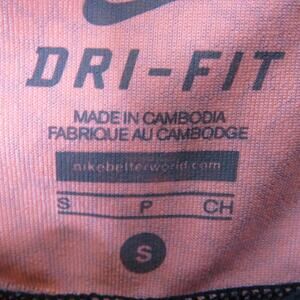 DRI-FIT
MADE IN CAMBODIA
FABRIQUE AU CAMBODGE
nikebetterworld.com
S P CH
S